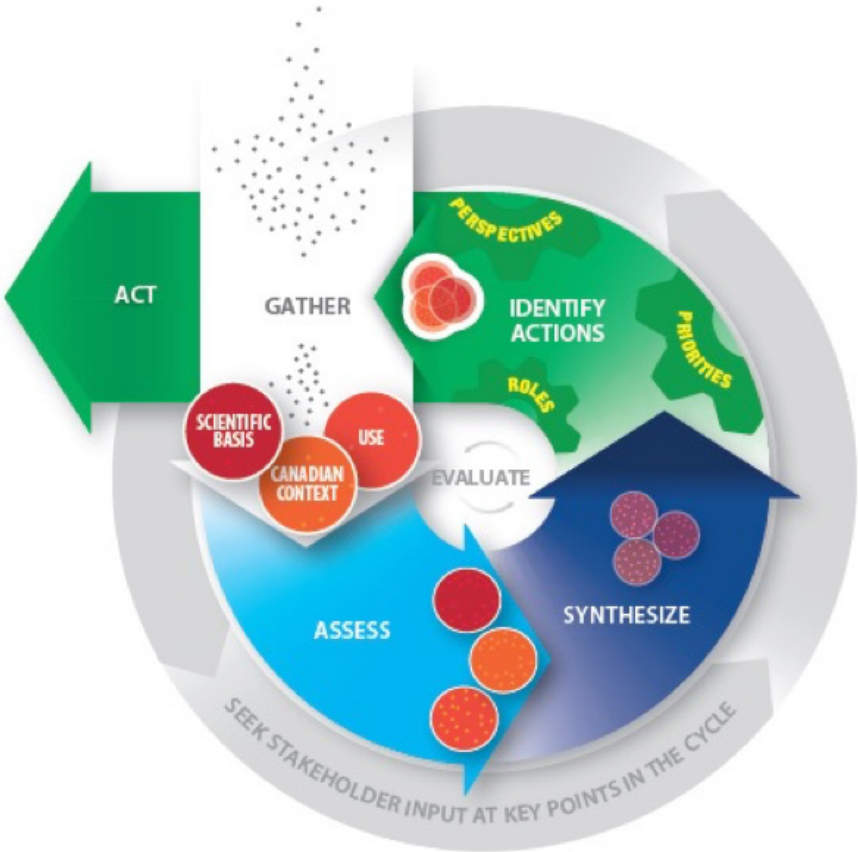 PERSPECTIVES
ACT
GATHER
IDENTIFY
ACTIONS
PRIORITIES
ROLES
SCIENTIFIC
BASIS
USE
CANADIAN
CONTEXT
EVALUATE
ASSESS
SYNTHESIZE
SEEK STAKEHOLDER INPUT AT KEY POINTS IN THE CYCLE